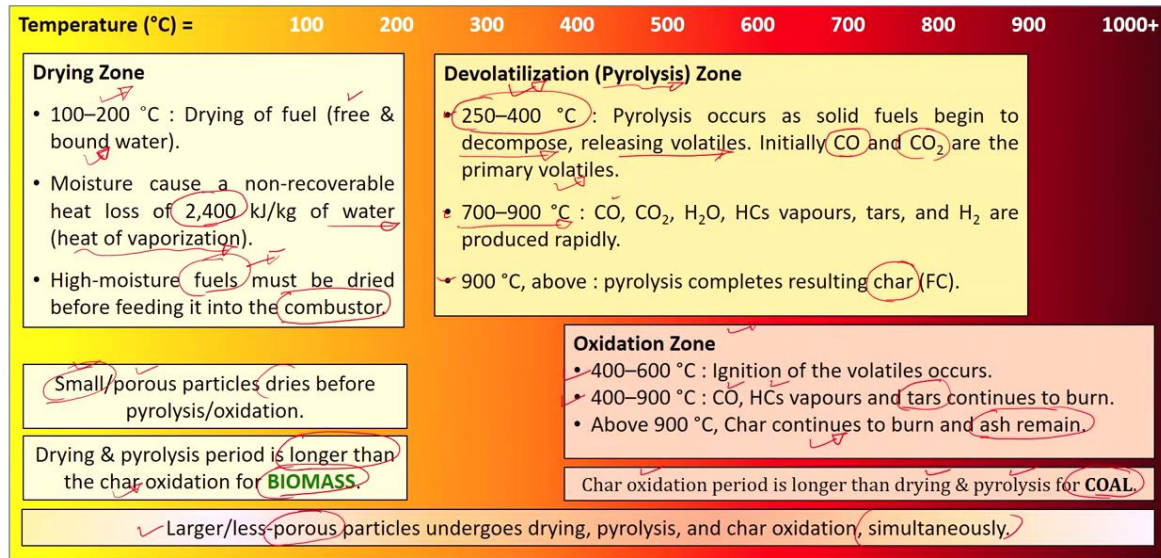 Temperature (°C) = 100 200 300 400 500 600 700 800 900 1000+
Drying Zone
• 100–200 °C : Drying of fuel (free &
bound water).
• Moisture cause a non-recoverable
heat loss of 2,400 kJ/kg of water
(heat of vaporization).
• High-moisture fuels must be dried
before feeding it into the combustor.
Devolatilization (Pyrolysis) Zone
• 250–400 °C : Pyrolysis occurs as solid fuels begin to
decompose, releasing volatiles. Initially CO and CO₂ are the
primary volatiles.
• 700–900 °C : CO, CO₂, H₂O, HCs vapours, tars, and H₂ are
produced rapidly.
• 900 °C, above : pyrolysis completes resulting char (FC).
Oxidation Zone
• 400–600 °C : Ignition of the volatiles occurs.
• 400–900 °C : CO, HCs vapours and tars continues to burn.
• Above 900 °C, Char continues to burn and ash remain.
Small/porous particles dries before
pyrolysis/oxidation.
Drying & pyrolysis period is longer than
the char oxidation for BIOMASS.
Char oxidation period is longer than drying & pyrolysis for COAL.
Larger/less-porous particles undergoes drying, pyrolysis, and char oxidation, simultaneously.